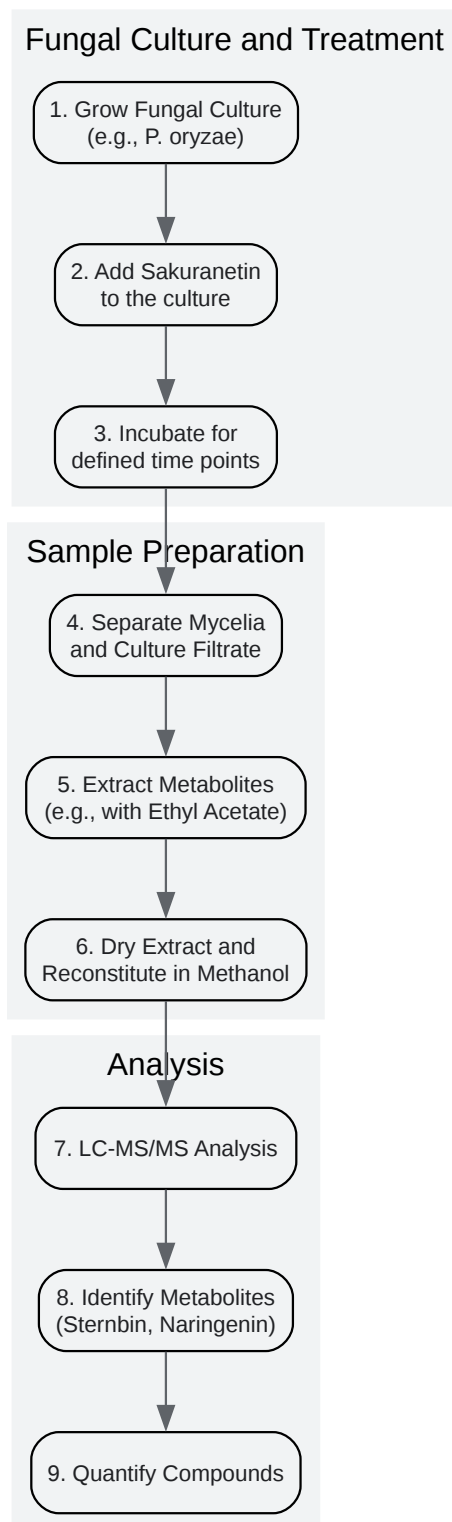 Fungal Culture and Treatment
1. Grow Fungal Culture
(e.g., P. oryzae)
2. Add Sakuranetin
to the culture
3. Incubate for
defined time points
Sample Preparation
4. Separate Mycelia
and Culture Filtrate
5. Extract Metabolites
(e.g., with Ethyl Acetate)
6. Dry Extract and
Reconstitute in Methanol
Analysis
7. LC-MS/MS Analysis
8. Identify Metabolites
(Sternbin, Naringenin)
9. Quantify Compounds